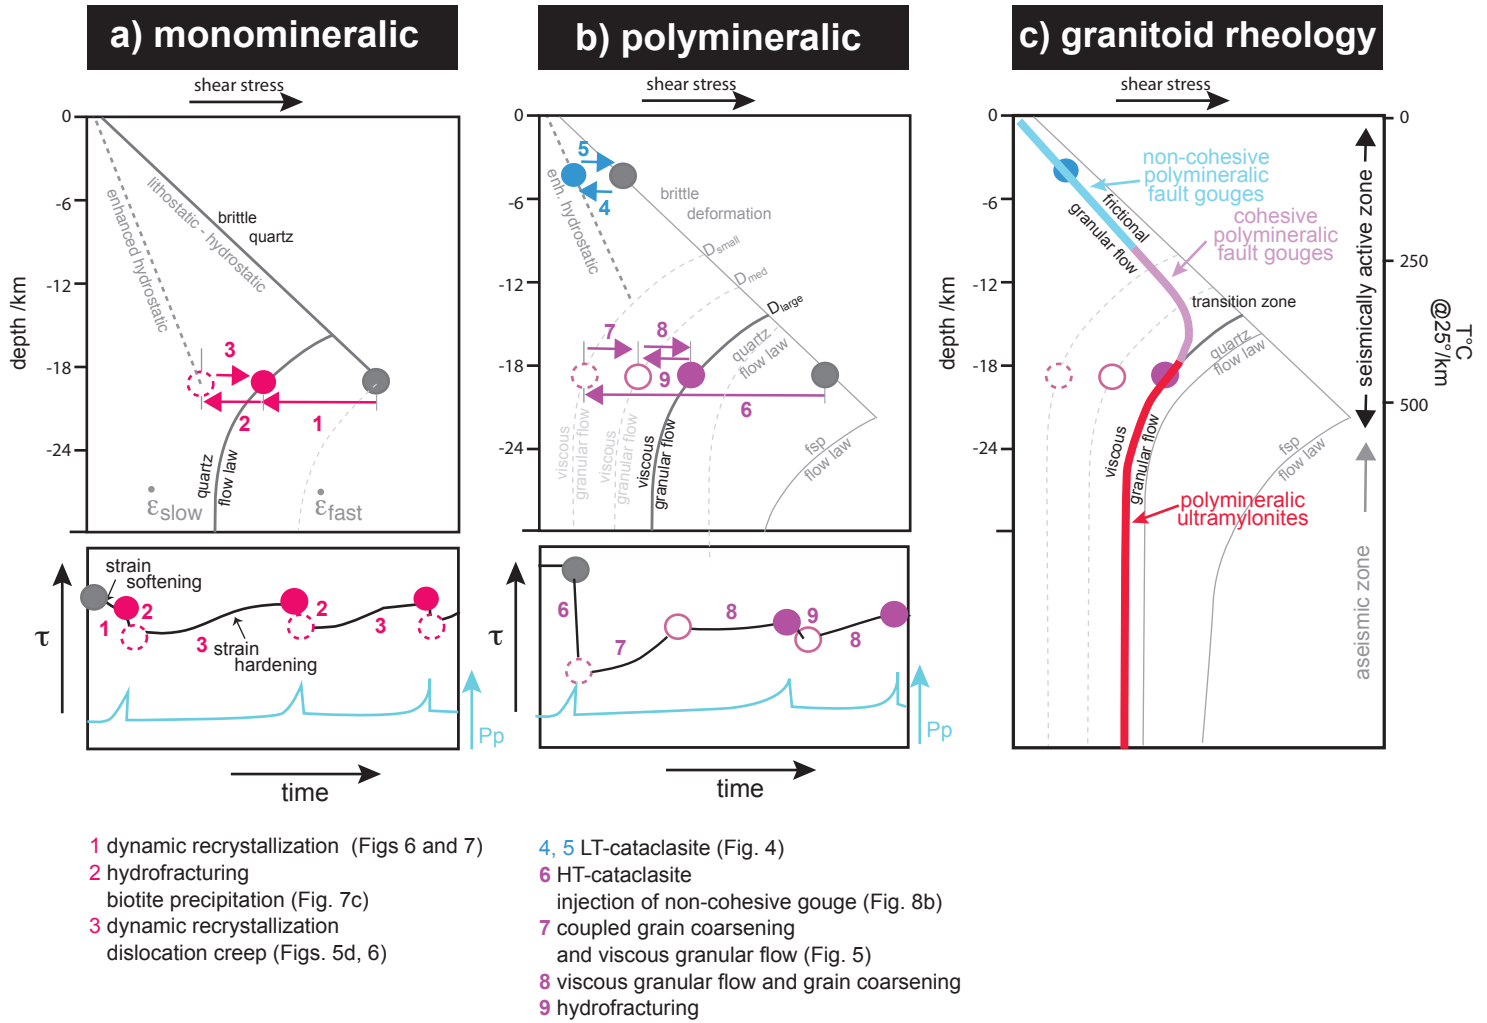 a) monomineralic
shear stress
0
-6
-12
-18
-24
depth /km
enhanced hydrostatic
lithostatic - hydrostatic
brittle
quartz
3
2
1
quartz
flow law
ε̇slow
ε̇fast
strain
softening
1
2
3
strain
hardening
2
3
τ
Pp
time
1 dynamic recrystallization (Figs 6 and 7)
2 hydrofracturing
biotite precipitation (Fig. 7c)
3 dynamic recrystallization
dislocation creep (Figs. 5d, 6)
b) polymineralic
shear stress
0
-6
-12
-18
-24
5
4
enh. hydrostatic
brittle
deformation
Dsmall
Dmed
Dlarge
7
8
9
6
quartz
flow law
viscous
granular flow
viscous
granular flow
viscous
granular flow
fsp
flow law
6
7
8
9
8
τ
Pp
time
4, 5 LT-cataclasite (Fig. 4)
6 HT-cataclasite
injection of non-cohesive gouge (Fig. 8b)
7 coupled grain coarsening
and viscous granular flow (Fig. 5)
8 viscous granular flow and grain coarsening
9 hydrofracturing
c) granitoid rheology
shear stress
0
-6
-12
-18
-24
depth /km
non-cohesive
polymineralic
fault gouges
frictional
granular flow
cohesive
polymineralic
fault gouges
transition zone
quartz
flow law
viscous
granular flow
fsp
flow law
polymineralic
ultramylonites
0
250
500
T°C
@25°/km
seismically active zone
aseismic zone